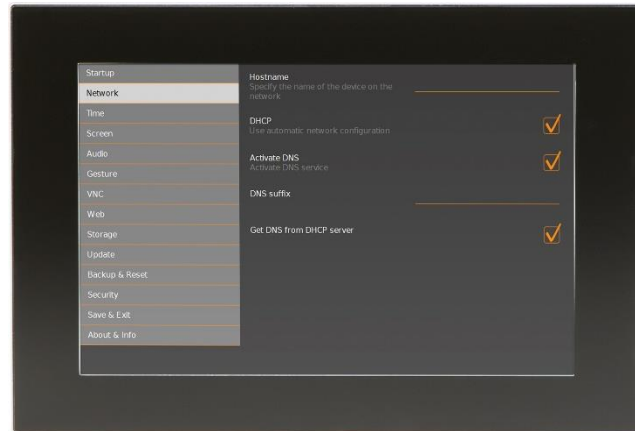 Startup
Network
Time
Screen
Audio
Gesture
VNC
Web
Storage
Update
Backup & Reset
Security
Save & Exit
About & Info
Hostname
Specify the name of the device on the
network
DHCP
Use automatic network configuration
Activate DNS
Activate DNS service
DNS suffix
Get DNS from DHCP server